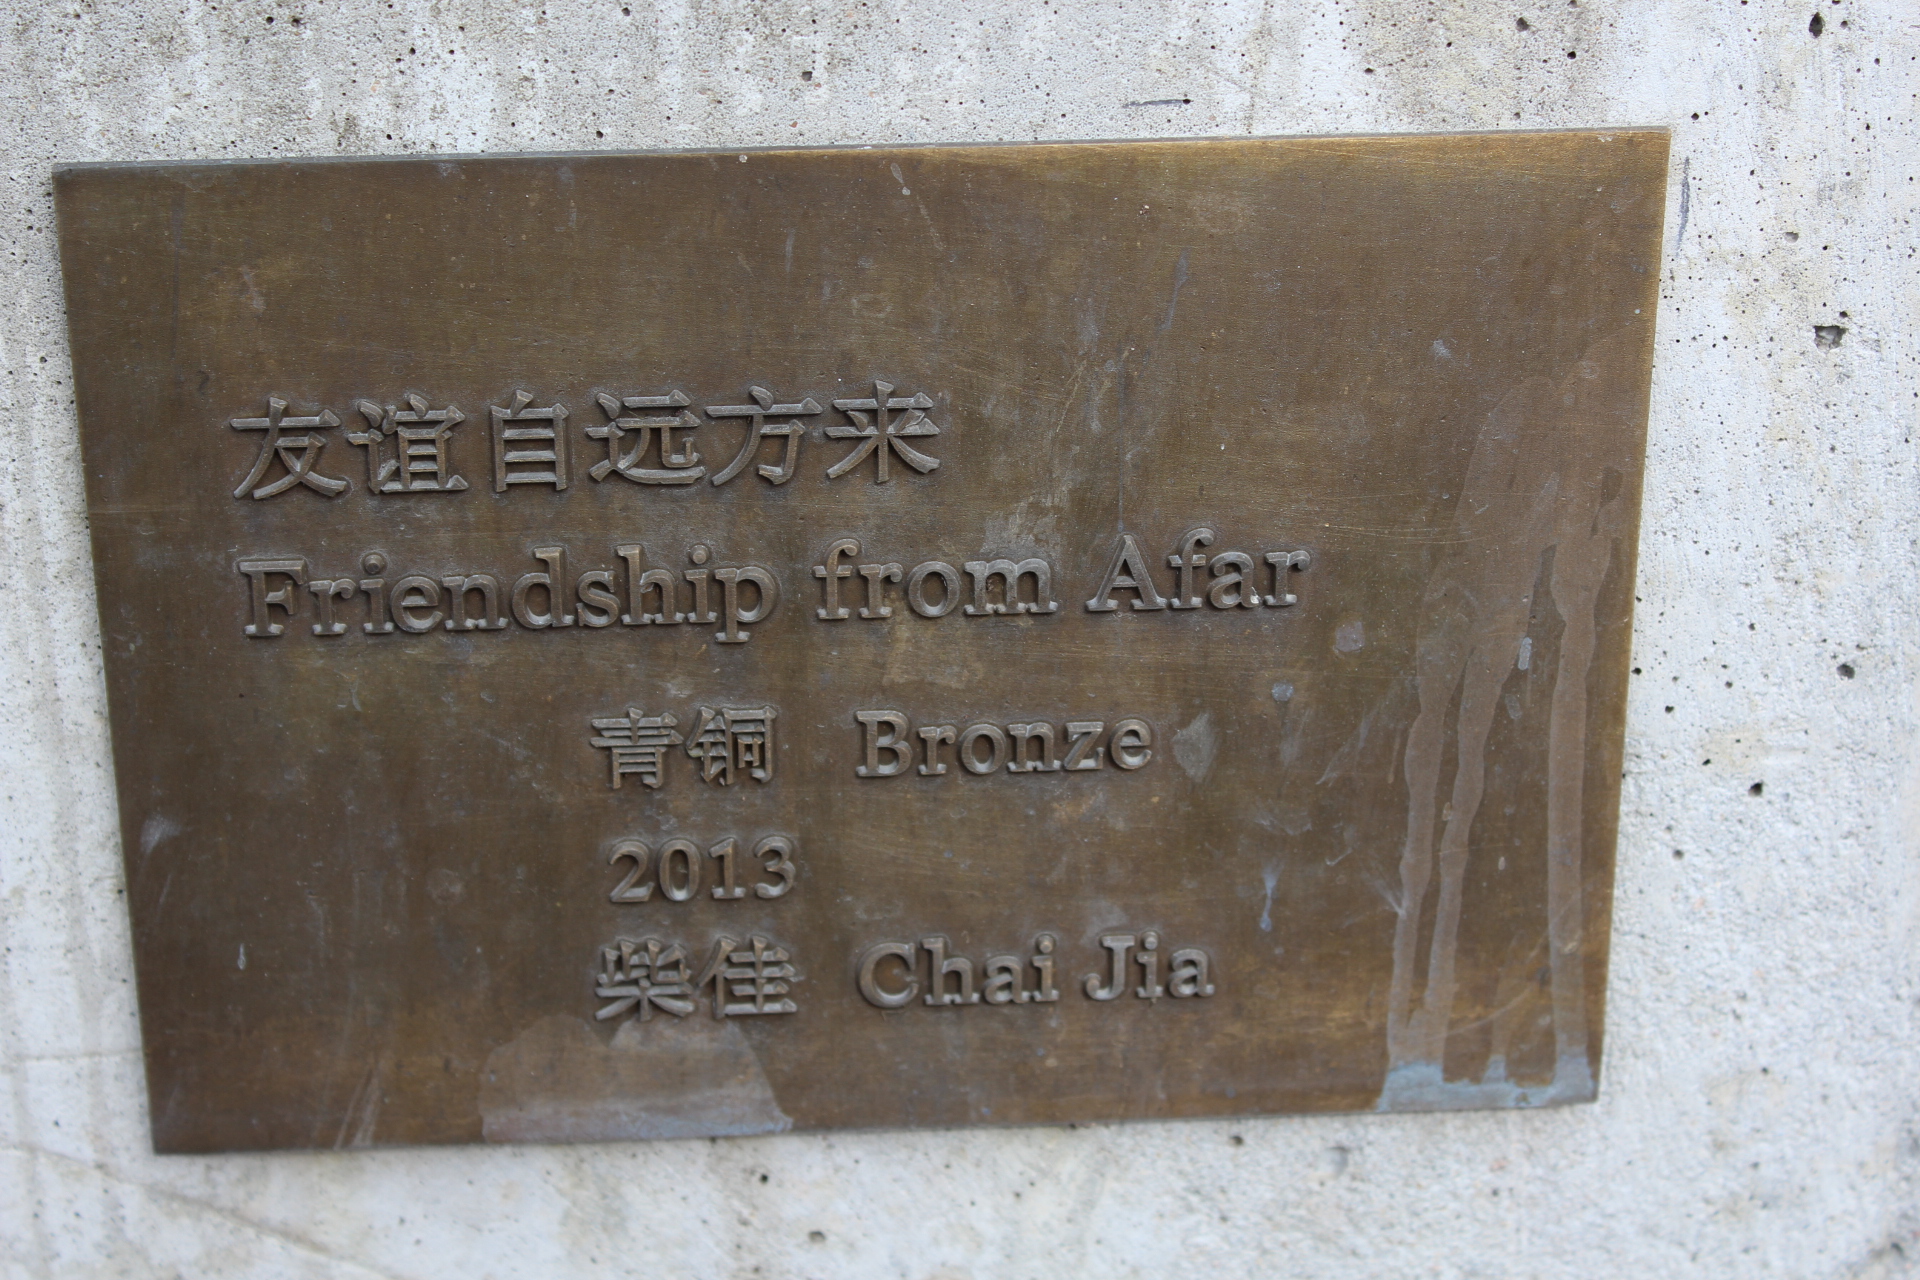 友谊自远方来
Friendship from Afar
青铜 Bronze
2013
柴佳 Chai Jia